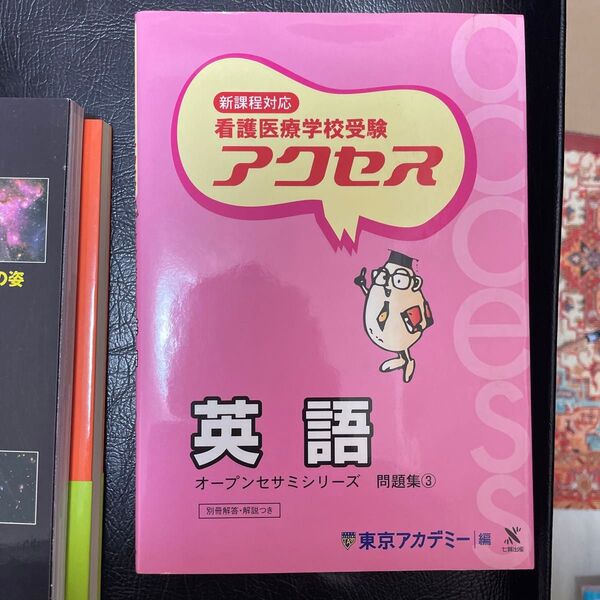 新課程対応
看護医療学校受験
アクセス
access
の姿
英語
オープンセサミシリーズ 問題集③
別冊解答・解説つき
東京アカデミー 編
七賢出版